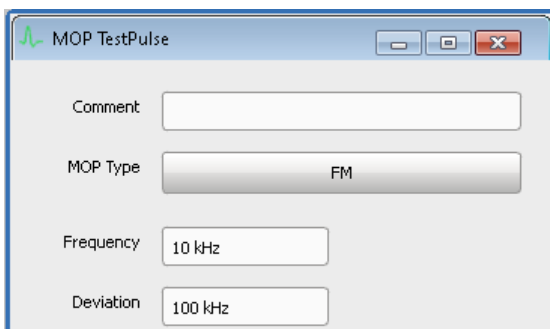 MOP TestPulse
Comment
MOP Type FM
Frequency 10 kHz
Deviation 100 kHz